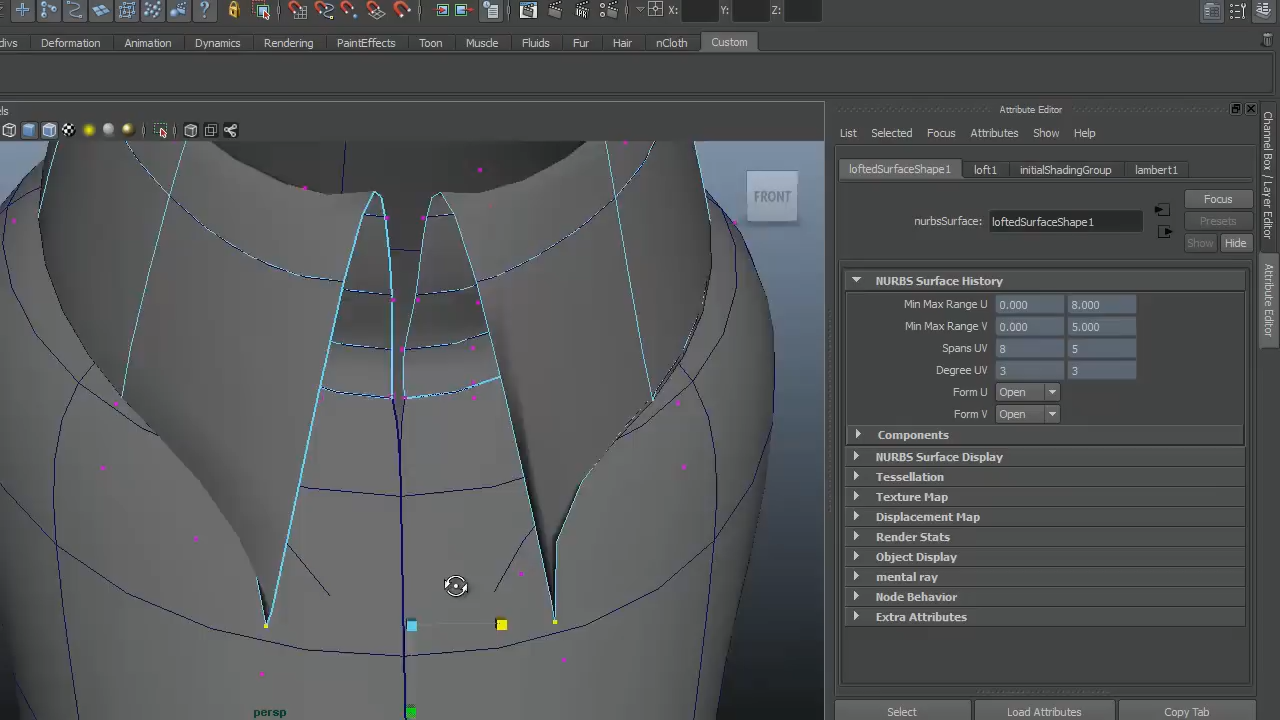 X: Y: Z:
divs Deformation Animation Dynamics Rendering PaintEffects Toon Muscle Fluids Fur Hair nCloth Custom
els
Attribute Editor
List Selected Focus Attributes Show Help
loftedSurfaceShape1 loft1 initialShadingGroup lambert1
Focus
nurbsSurface: loftedSurfaceShape1
Presets
Show Hide
NURBS Surface History
Min Max Range U 0.000 8.000
Min Max Range V 0.000 5.000
Spans UV 8 5
Degree UV 3 3
Form U Open
Form V Open
Components
NURBS Surface Display
Tessellation
Texture Map
Displacement Map
Render Stats
Object Display
mental ray
Node Behavior
Extra Attributes
Select Load Attributes Copy Tab
Channel Box / Layer Editor
Attribute Editor
FRONT
persp